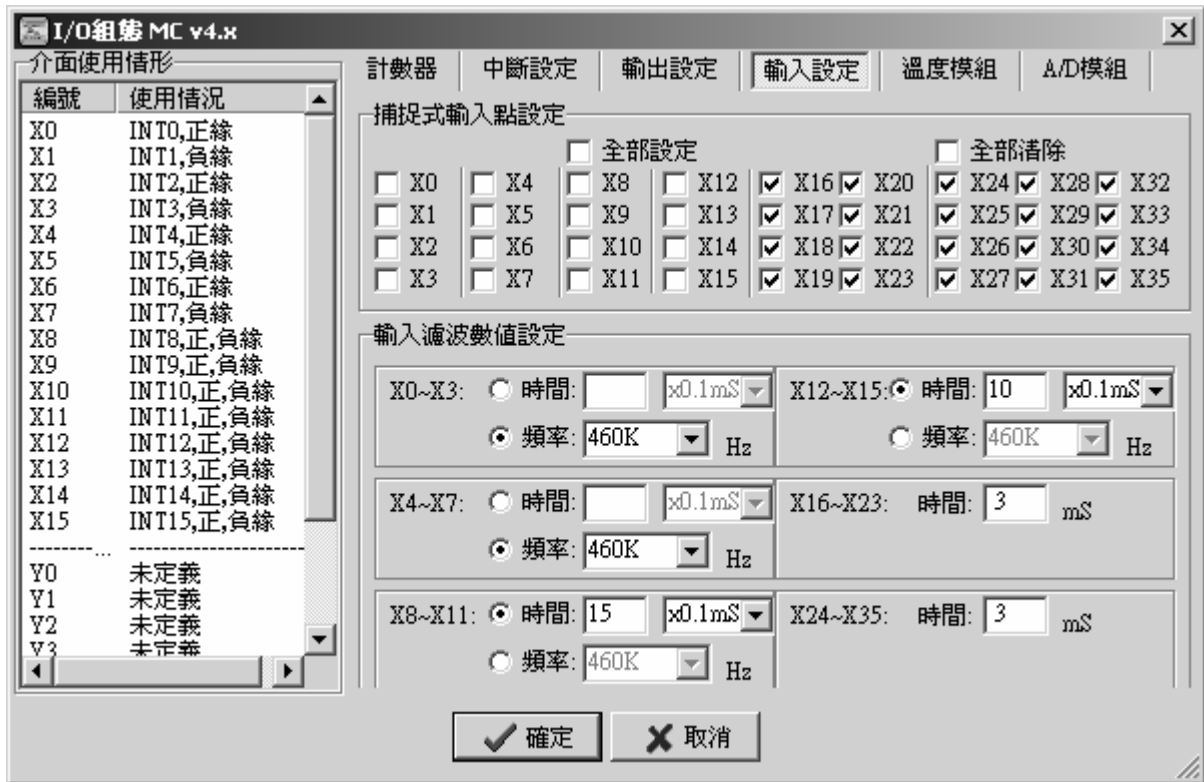 I/O組態 MC v4.x
介面使用情形
編號 使用情況
X0 INT0,正緣
X1 INT1,負緣
X2 INT2,正緣
X3 INT3,負緣
X4 INT4,正緣
X5 INT5,負緣
X6 INT6,正緣
X7 INT7,負緣
X8 INT8,正,負緣
X9 INT9,正,負緣
X10 INT10,正,負緣
X11 INT11,正,負緣
X12 INT12,正,負緣
X13 INT13,正,負緣
X14 INT14,正,負緣
X15 INT15,正,負緣
--------... ----------------------
Y0 未定義
Y1 未定義
Y2 未定義
Y3 未定義
計數器 中斷設定 輸出設定 輸入設定 溫度模組 A/D模組
捕捉式輸入點設定
全部設定 全部清除
X0 X4 X8 X12 X16 X20 X24 X28 X32
X1 X5 X9 X13 X17 X21 X25 X29 X33
X2 X6 X10 X14 X18 X22 X26 X30 X34
X3 X7 X11 X15 X19 X23 X27 X31 X35
輸入濾波數值設定
X0~X3: 時間: x0.1mS
頻率: 460K Hz
X12~X15: 時間: 10 x0.1mS
頻率: 460K Hz
X4~X7: 時間: x0.1mS
頻率: 460K Hz
X16~X23: 時間: 3 mS
X8~X11: 時間: 15 x0.1mS
頻率: 460K Hz
X24~X35: 時間: 3 mS
確定 取消